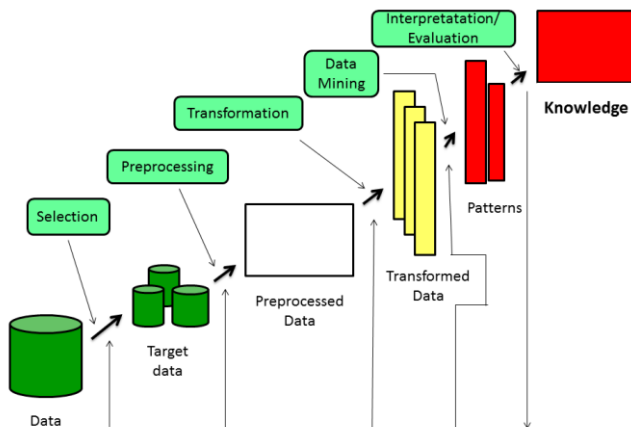 Interpretatation/
Evaluation
Data
Mining
Knowledge
Transformation
Preprocessing
Patterns
Selection
Transformed
Data
Preprocessed
Data
Target
data
Data